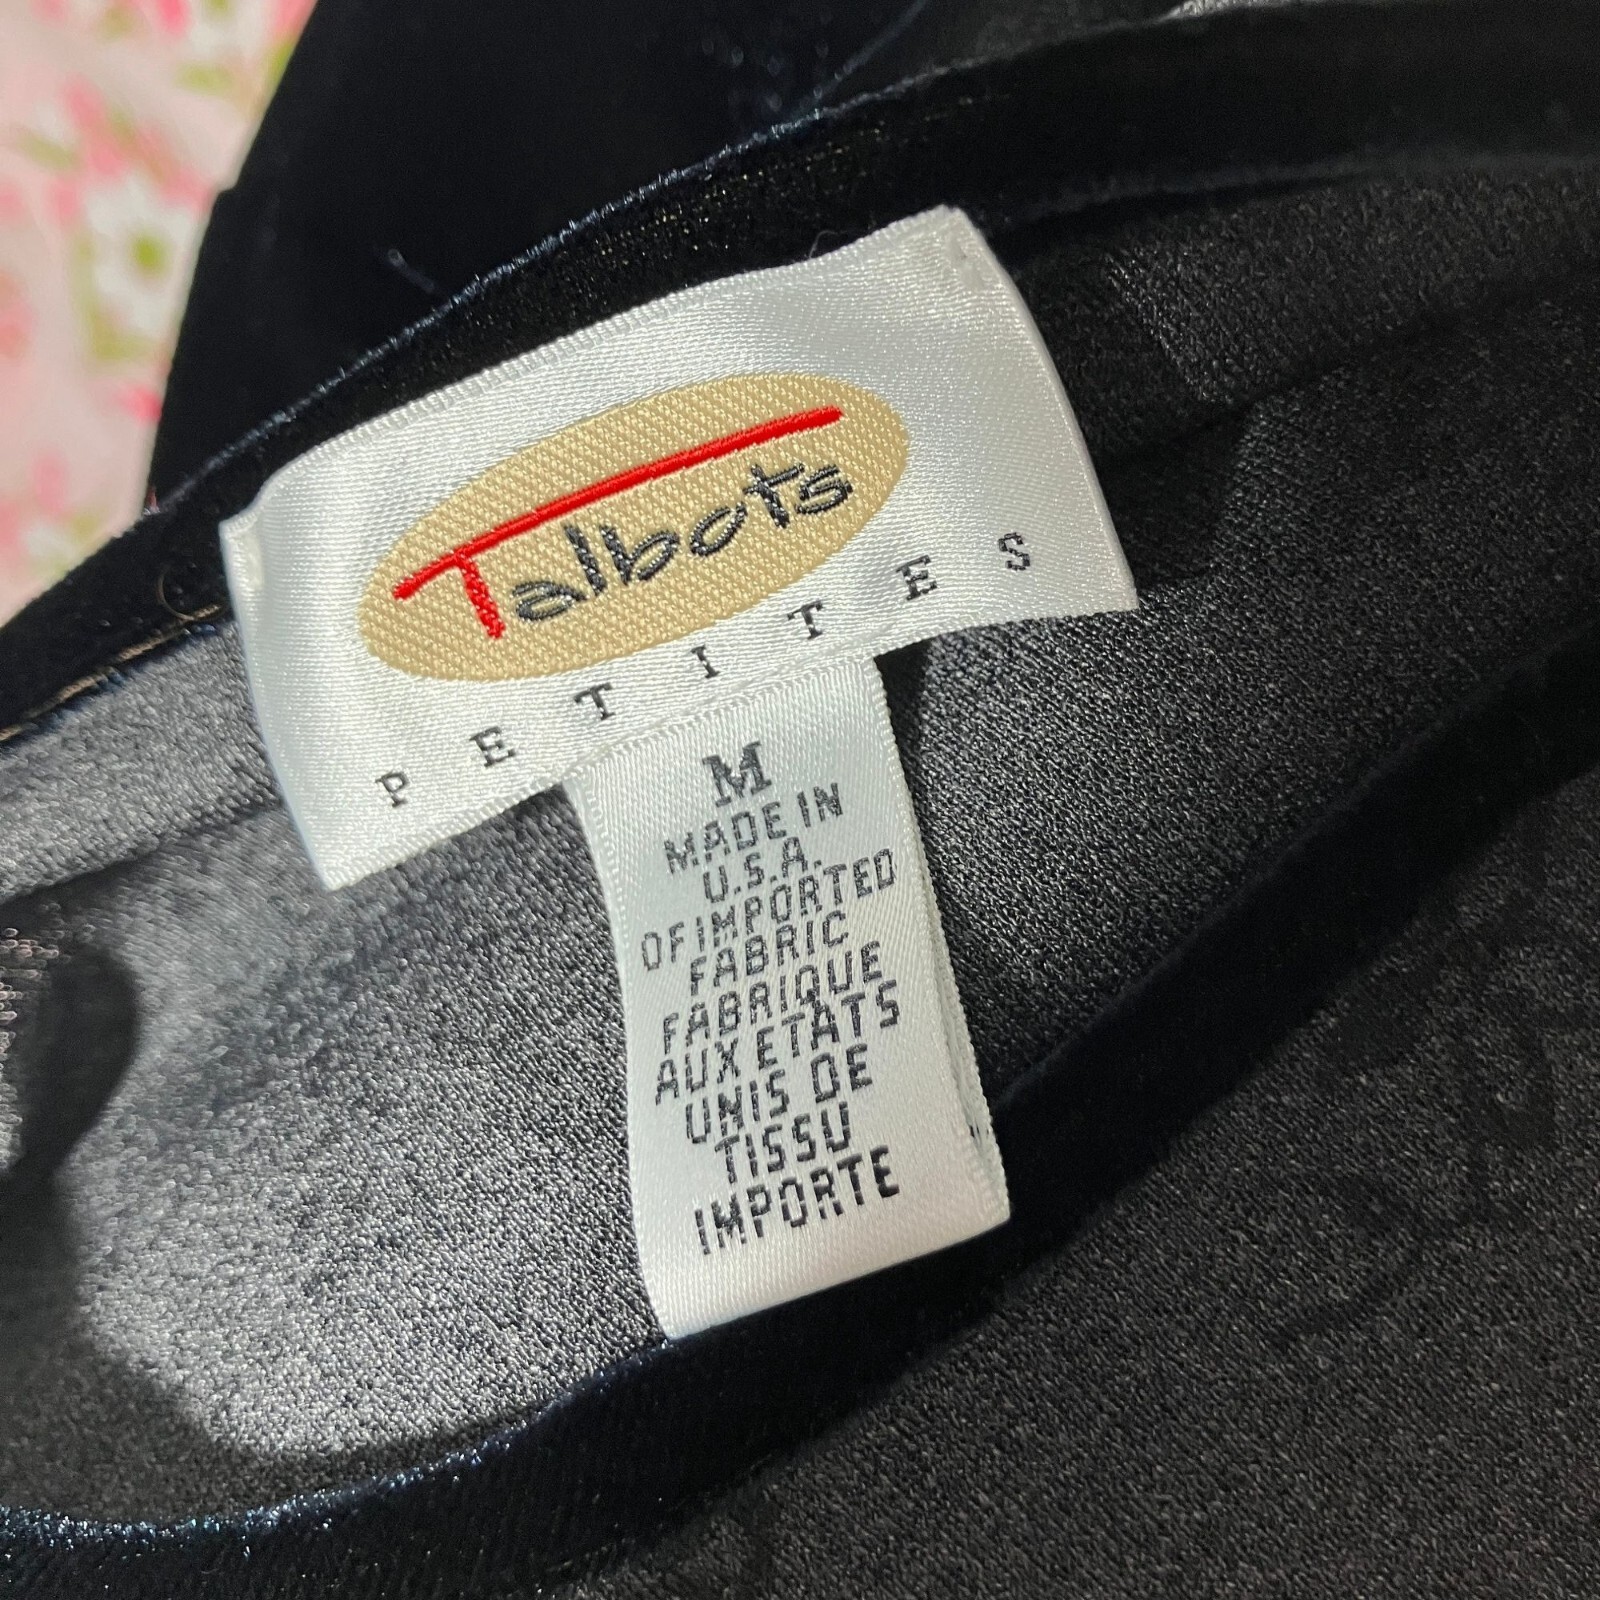 Talbots
PETITES
M
MADE IN
U.S.A.
OF IMPORTED
FABRIC
FABRIQUE
AUX ETATS
UNIS DE
TISSU
IMPORTE